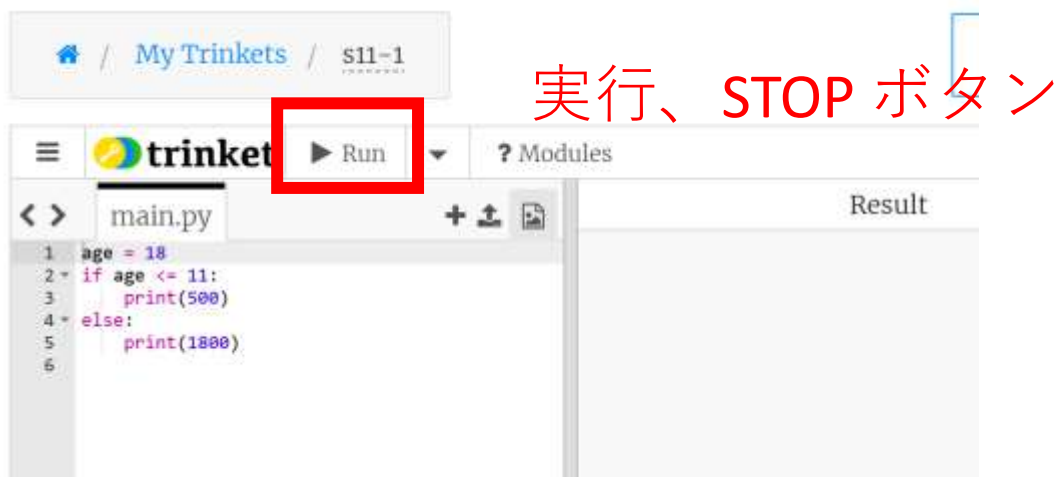 / My Trinkets / s11-1
実行、STOP ボタン
trinket Run ? Modules
main.py
Result
1 age = 18
2 if age <= 11:
3 print(500)
4 else:
5 print(1800)
6